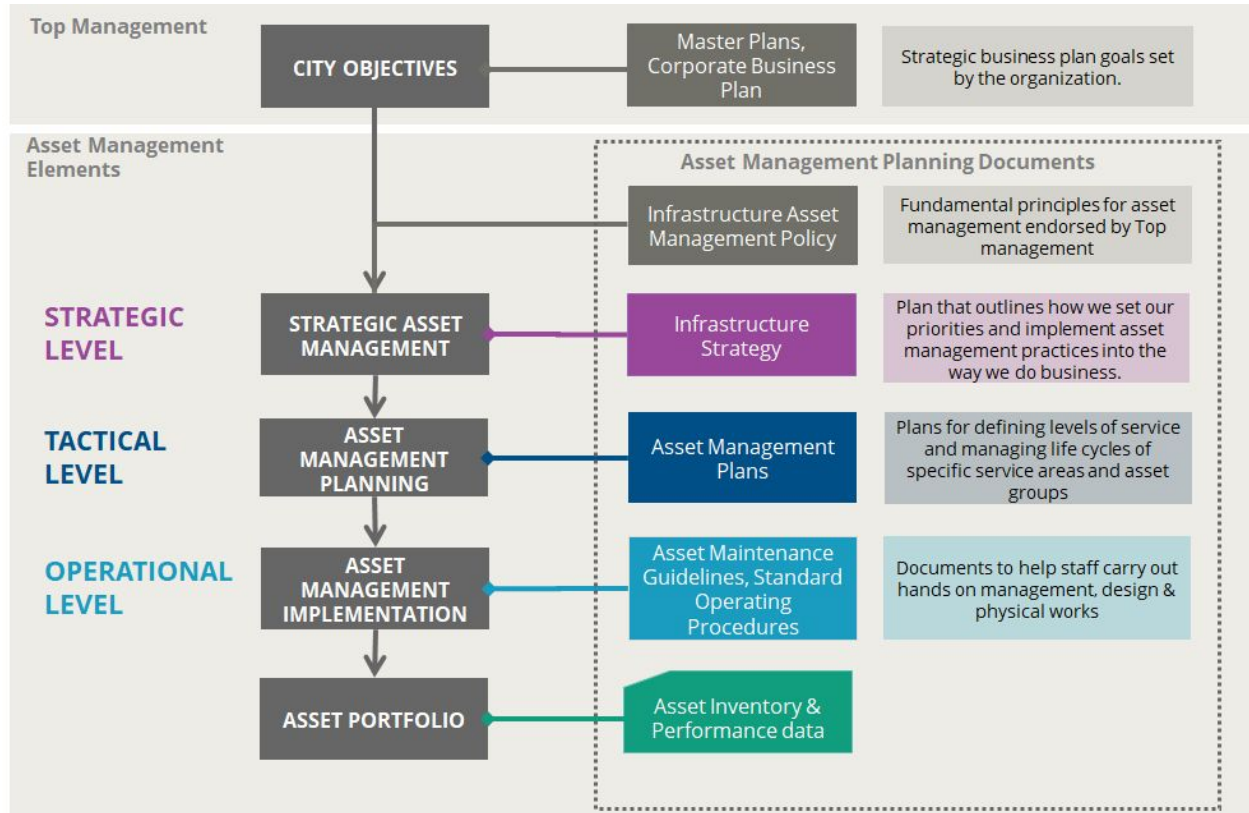 Top Management
CITY OBJECTIVES
Master Plans,
Corporate Business
Plan
Strategic business plan goals set
by the organization.
Asset Management
Elements
Asset Management Planning Documents
Infrastructure Asset
Management Policy
Fundamental principles for asset
management endorsed by Top
management
STRATEGIC
LEVEL
STRATEGIC ASSET
MANAGEMENT
Infrastructure
Strategy
Plan that outlines how we set our
priorities and implement asset
management practices into the
way we do business.
TACTICAL
LEVEL
ASSET
MANAGEMENT
PLANNING
Asset Management
Plans
Plans for defining levels of service
and managing life cycles of
specific service areas and asset
groups
OPERATIONAL
LEVEL
ASSET
MANAGEMENT
IMPLEMENTATION
Asset Maintenance
Guidelines, Standard
Operating
Procedures
Documents to help staff carry out
hands on management, design &
physical works
ASSET PORTFOLIO
Asset Inventory &
Performance data